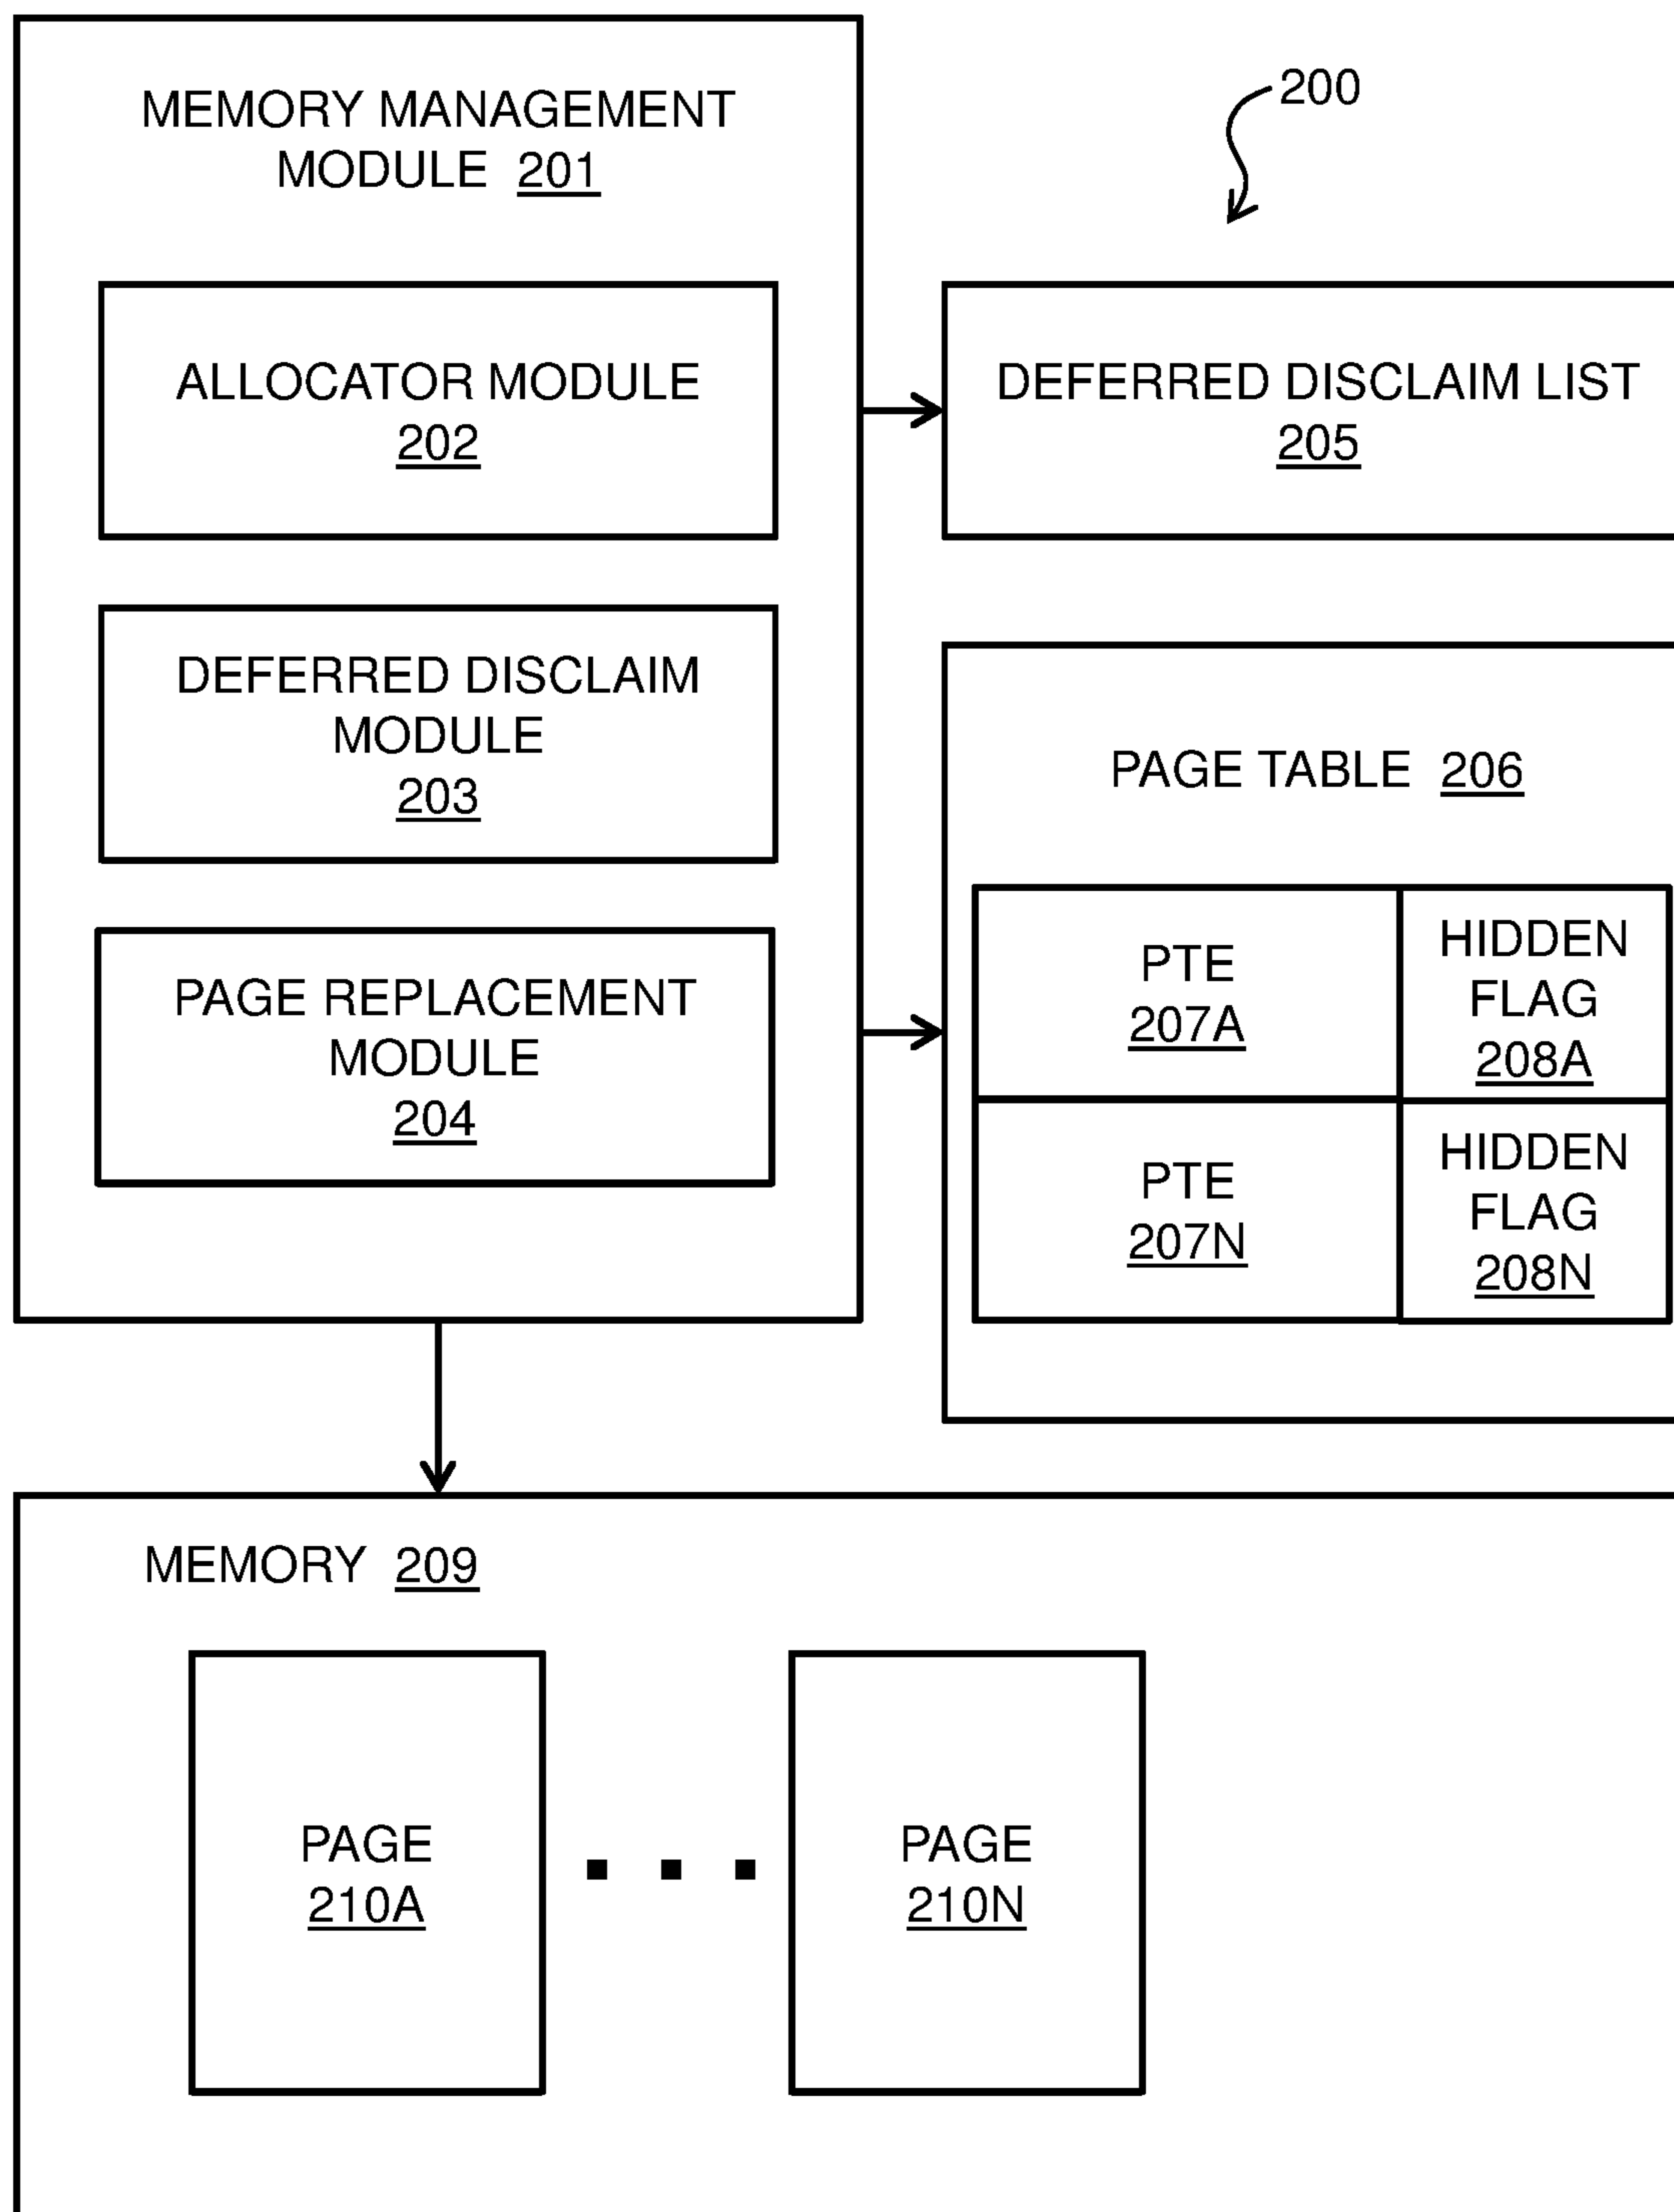 MEMORY MANAGEMENT
MODULE 201
200
ALLOCATOR MODULE
202
DEFERRED DISCLAIM LIST
205
DEFERRED DISCLAIM
MODULE
203
PAGE TABLE 206
PAGE REPLACEMENT
MODULE
204
PTE
207A
HIDDEN
FLAG
208A
PTE
207N
HIDDEN
FLAG
208N
MEMORY 209
PAGE
210A
PAGE
210N